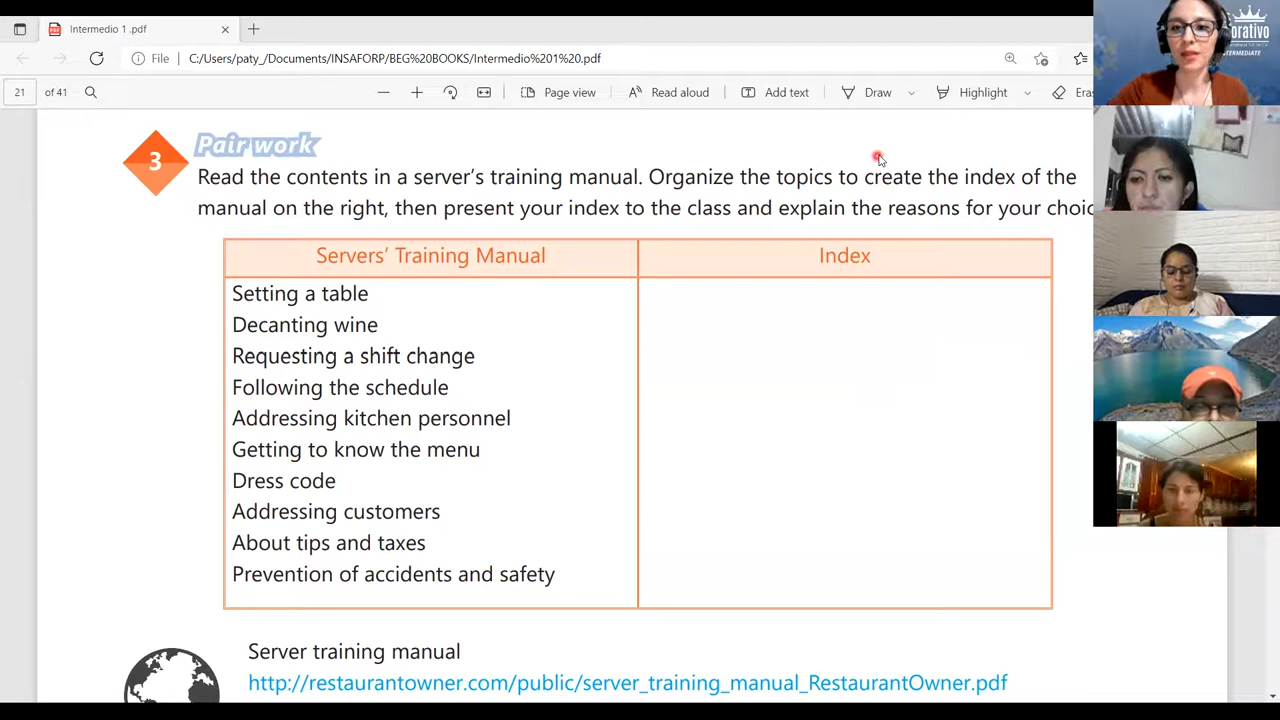 Intermedio 1 .pdf
File C:/Users/paty_/Documents/INSAFORP/BEG%20BOOKS/Intermedio%201%20.pdf
21 of 41 Page view Read aloud Add text Draw Highlight Eras
orativo
INTERMEDIATE
3
Pair work
Read the contents in a server's training manual. Organize the topics to create the index of the
manual on the right, then present your index to the class and explain the reasons for your choic
Servers' Training Manual Index
Setting a table
Decanting wine
Requesting a shift change
Following the schedule
Addressing kitchen personnel
Getting to know the menu
Dress code
Addressing customers
About tips and taxes
Prevention of accidents and safety
Server training manual
http://restaurantowner.com/public/server_training_manual_RestaurantOwner.pdf